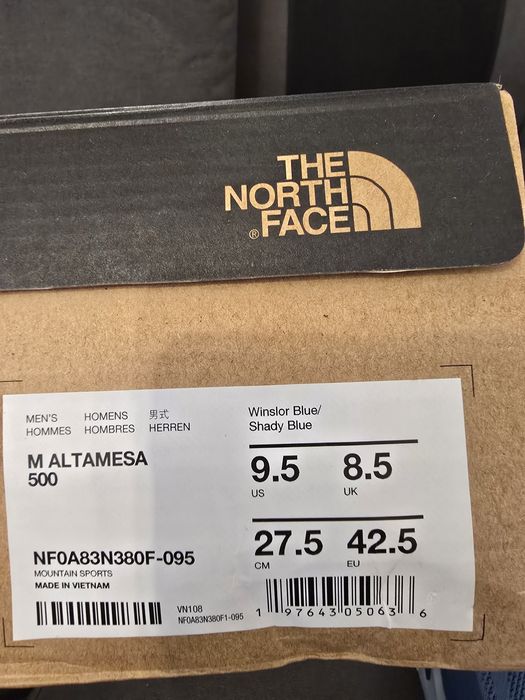 THE
NORTH
FACE
®
MEN'S HOMENS 男式
HOMMES HOMBRES HERREN
M ALTAMESA
500
NF0A83N380F-095
MOUNTAIN SPORTS
MADE IN VIETNAM
VN108
NF0A83N380F1-095
Winslor Blue/
Shady Blue
9.5 8.5
US UK
27.5 42.5
CM EU
1 97643 05063 6